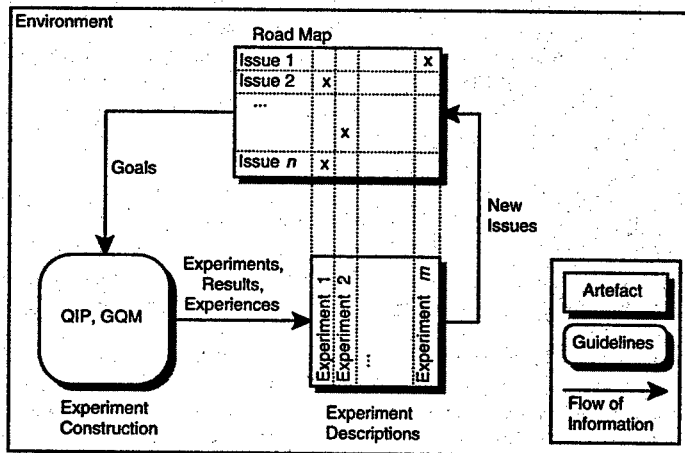 Environment
Road Map
Issue 1 x
Issue 2 x
...
x
Issue n x
Goals
New
Issues
Experiments,
Results,
Experiences
QIP, GQM
Experiment 1
Experiment 2
...
Experiment m
Experiment
Construction
Experiment
Descriptions
Artefact
Guidelines
Flow of
Information